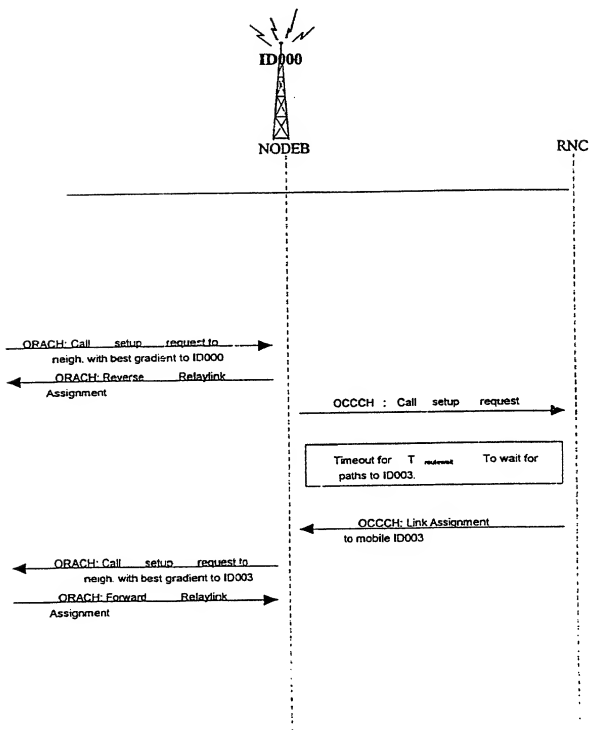 ID000
NODEB
RNC
ORACH: Call setup request to
neigh. with best gradient to ID000
ORACH: Reverse Relaylink
Assignment
OCCCH : Call setup request
Timeout for T To wait for
paths to ID003.
OCCCH: Link Assignment
to mobile ID003
ORACH: Call setup request to
neigh. with best gradient to ID003
ORACH: Forward Relaylink
Assignment